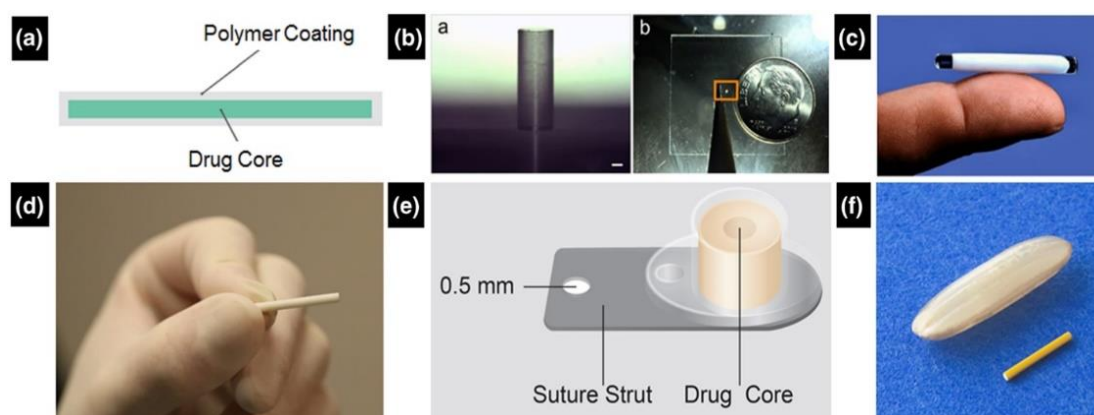 (a)
Polymer Coating
Drug Core
(b)
a
b
(c)
(d)
(e)
0.5 mm
Suture Strut
Drug Core
(f)